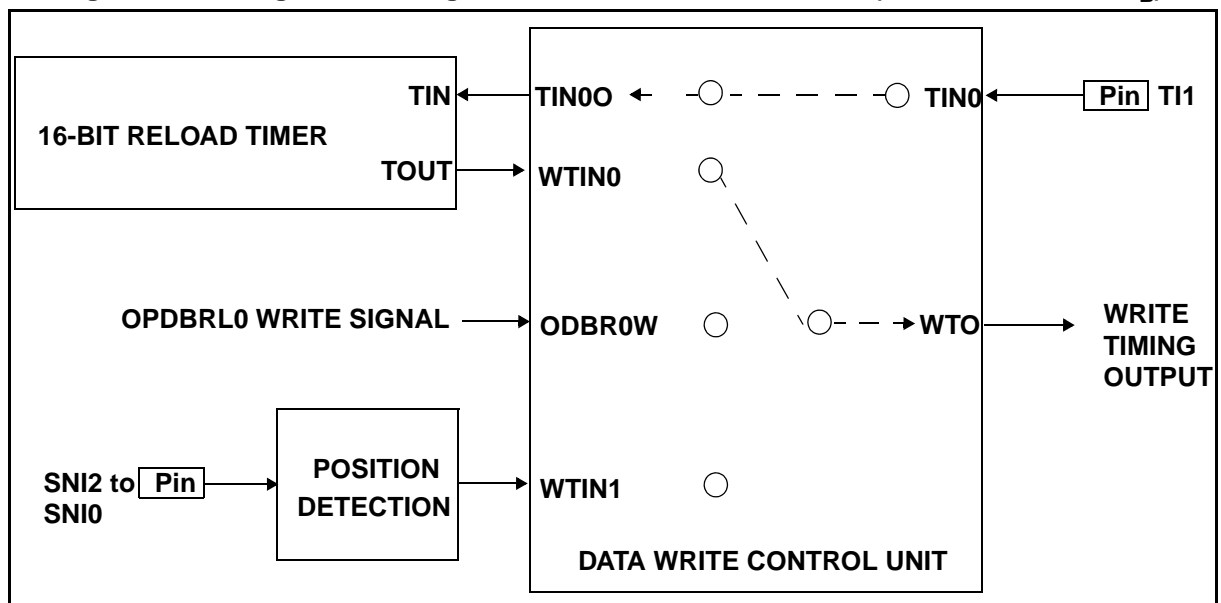 TIN
TIN0O
TIN0
Pin TI1
16-BIT RELOAD TIMER
TOUT
WTIN0
OPDBRL0 WRITE SIGNAL
ODBR0W
WTO
WRITE
TIMING
OUTPUT
SNI2 to Pin
SNI0
POSITION
DETECTION
WTIN1
DATA WRITE CONTROL UNIT